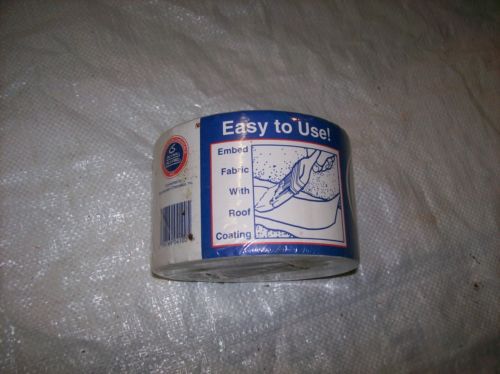 Easy to Use!
Embed
Fabric
With
Roof
Coating